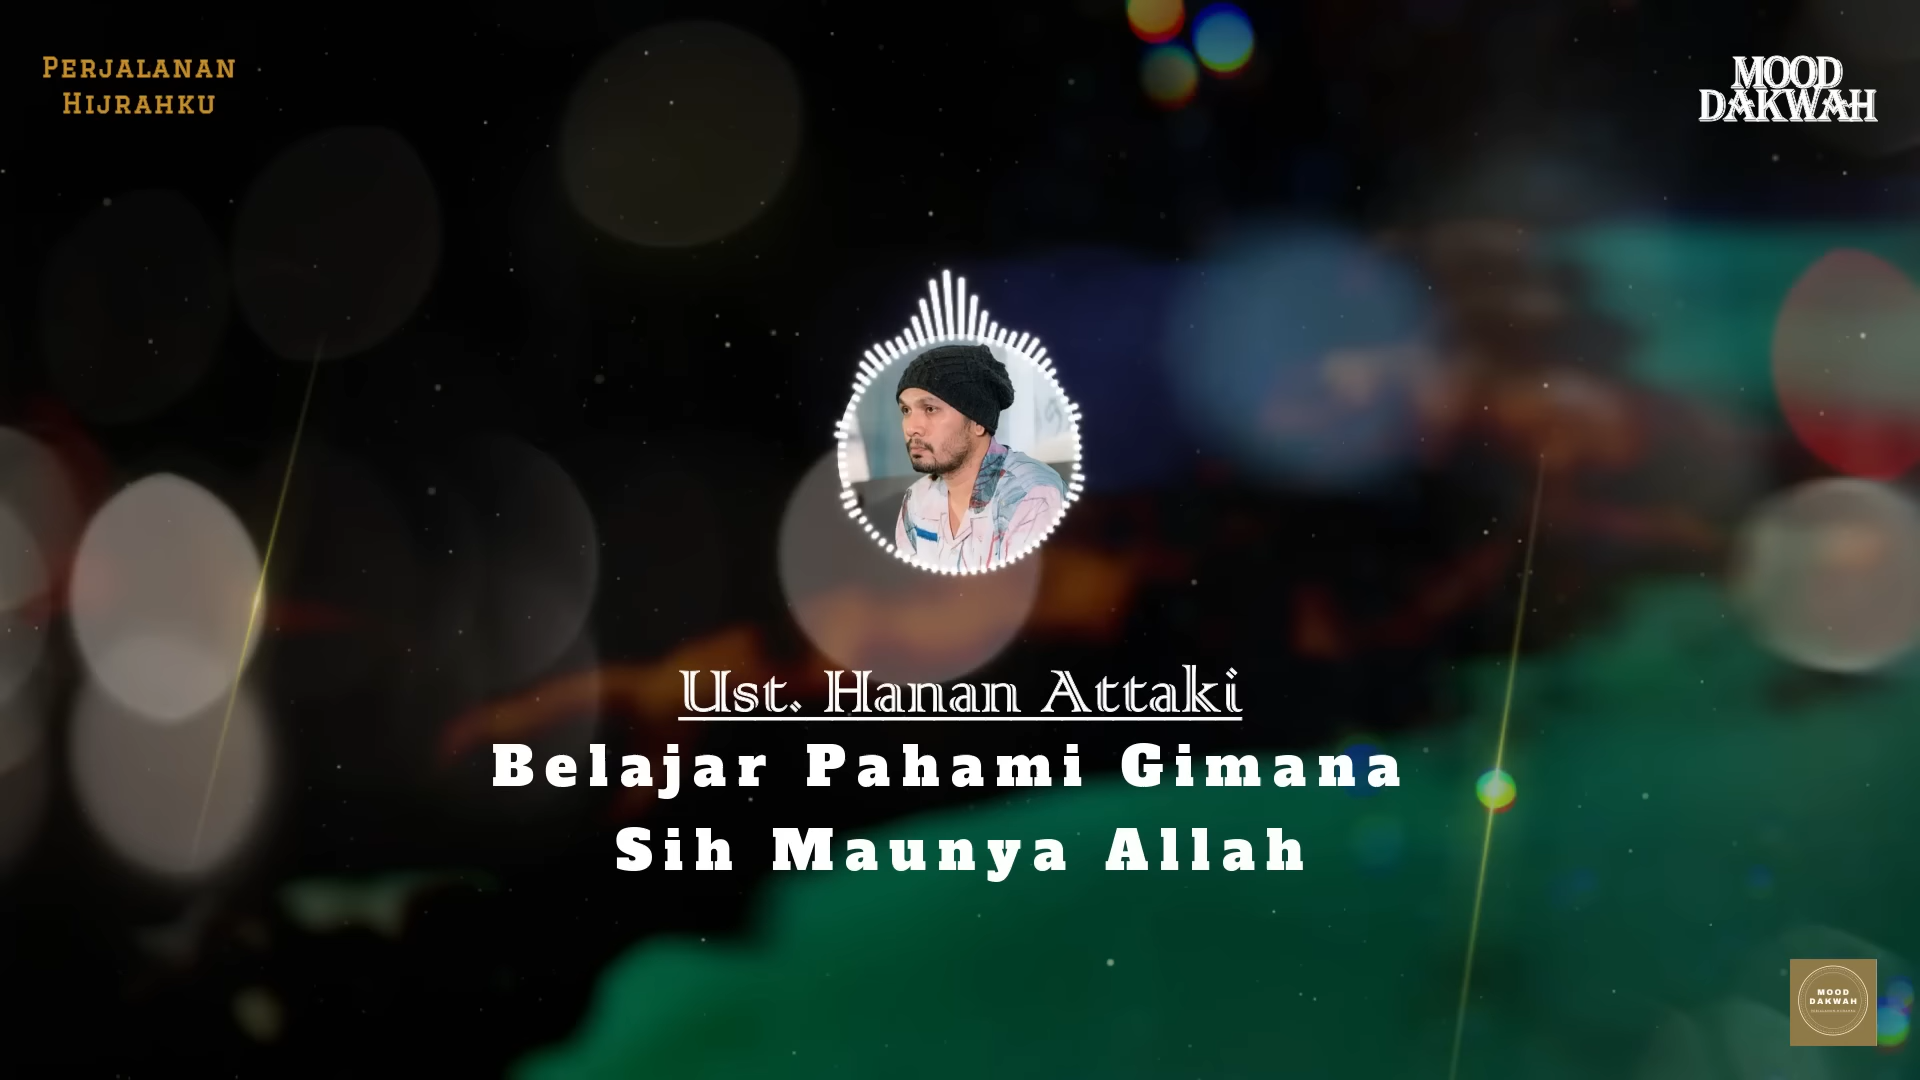 PERJALANAN
HIJRAHKU
MOOD
DAKWAH
Ust. Hanan Attaki
Belajar Pahami Gimana
Sih Maunya Allah
MOOD
DAKWAH